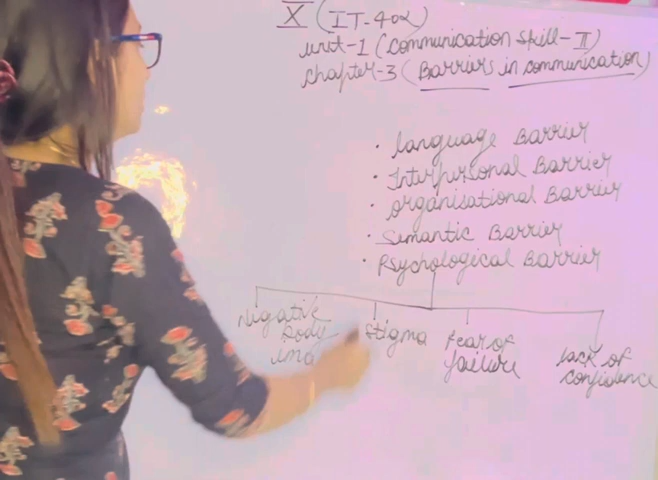 X (IT-402)
unit-1 (Communication Skill-II)
chapter-3 (Barriers in communication)
• Language Barrier
• Interpersonal Barrier
• organisational Barrier
• Semantic Barrier
• Psychological Barrier
Negative Stigma Fear of lack of
Body failure confidence